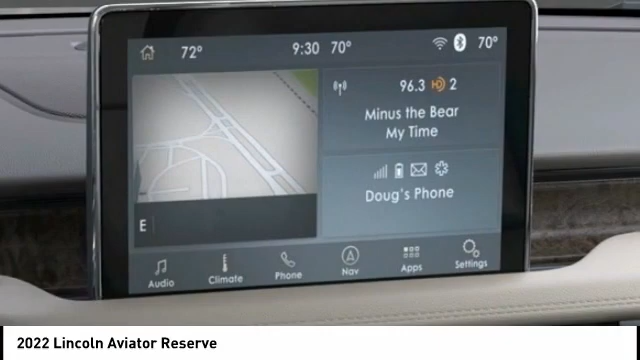 72° 9:30 70° 70°
96.3 HD 2
Minus the Bear
My Time
Doug's Phone
E
Audio Climate Phone Nav Apps Settings
2022 Lincoln Aviator Reserve